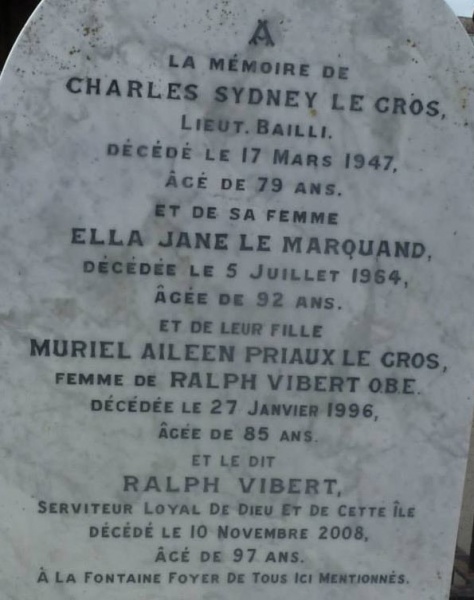 À
LA MÉMOIRE DE
CHARLES SYDNEY LE GROS,
LIEUT. BAILLI.
DÉCÉDÉ LE 17 MARS 1947,
ÂGÉ DE 79 ANS.
ET DE SA FEMME
ELLA JANE LE MARQUAND,
DÉCÉDÉE LE 5 JUILLET 1964,
ÂGÉE DE 92 ANS.
ET DE LEUR FILLE
MURIEL AILEEN PRIAUX LE GROS,
FEMME DE RALPH VIBERT O.B.E.
DÉCÉDÉE LE 27 JANVIER 1996,
ÂGÉE DE 85 ANS.
ET LE DIT
RALPH VIBERT,
SERVITEUR LOYAL DE DIEU ET DE CETTE ÎLE
DÉCÉDÉ LE 10 NOVEMBRE 2008,
ÂGÉ DE 97 ANS.
À LA FONTAINE FOYER DE TOUS ICI MENTIONNÉS.